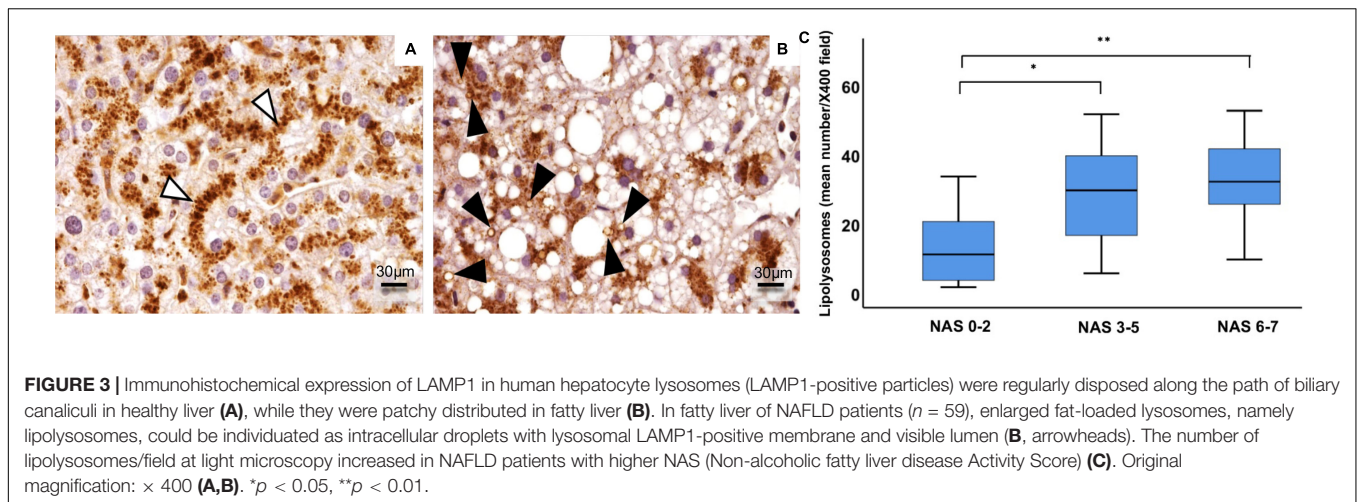 A
B
C
30μm
30μm
Lipolysosomes (mean number/X400 field)
60
40
20
0
*
**
NAS 0-2
NAS 3-5
NAS 6-7
FIGURE 3 | Immunohistochemical expression of LAMP1 in human hepatocyte lysosomes (LAMP1-positive particles) were regularly disposed along the path of biliary
canaliculi in healthy liver (A), while they were patchy distributed in fatty liver (B). In fatty liver of NAFLD patients (n = 59), enlarged fat-loaded lysosomes, namely
lipolysosomes, could be individuated as intracellular droplets with lysosomal LAMP1-positive membrane and visible lumen (B, arrowheads). The number of
lipolysosomes/field at light microscopy increased in NAFLD patients with higher NAS (Non-alcoholic fatty liver disease Activity Score) (C). Original
magnification: × 400 (A,B). *p < 0.05, **p < 0.01.